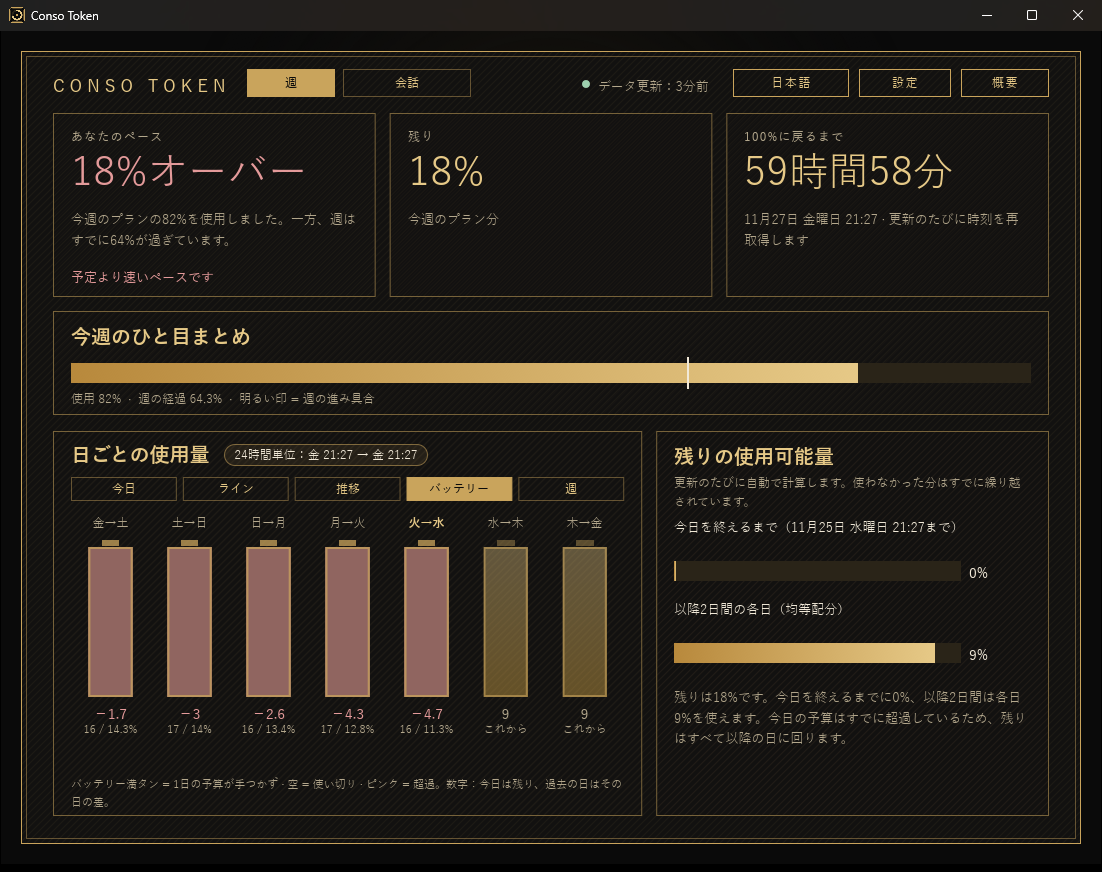 Conso Token
CONSO TOKEN
週
会話
データ更新：3分前
日本語
設定
概要
あなたのペース
18%オーバー
今週のプランの82%を使用しました。一方、週は
すでに64%が過ぎています。
予定より速いペースです
残り
18%
今週のプラン分
100%に戻るまで
59時間58分
11月27日 金曜日 21:27 · 更新のたびに時刻を再
取得します
今週のひと目まとめ
使用 82% · 週の経過 64.3% · 明るい印 = 週の進み具合
日ごとの使用量
24時間単位：金 21:27 → 金 21:27
今日
ライン
推移
バッテリー
週
金→土
土→日
日→月
月→火
火→水
水→木
木→金
−1.7
−3
−2.6
−4.3
−4.7
9
9
16 / 14.3%
17 / 14%
16 / 13.4%
17 / 12.8%
16 / 11.3%
これから
これから
バッテリー満タン = 1日の予算が手つかず · 空 = 使い切り · ピンク = 超過。数字：今日は残り、過去の日はその
日の差。
残りの使用可能量
更新のたびに自動で計算します。使わなかった分はすでに繰り越
されています。
今日を終えるまで（11月25日 水曜日 21:27まで）
0%
以降2日間の各日（均等配分）
9%
残りは18%です。今日を終えるまでに0%、以降2日間は各日
9%を使えます。今日の予算はすでに超過しているため、残り
はすべて以降の日に回ります。